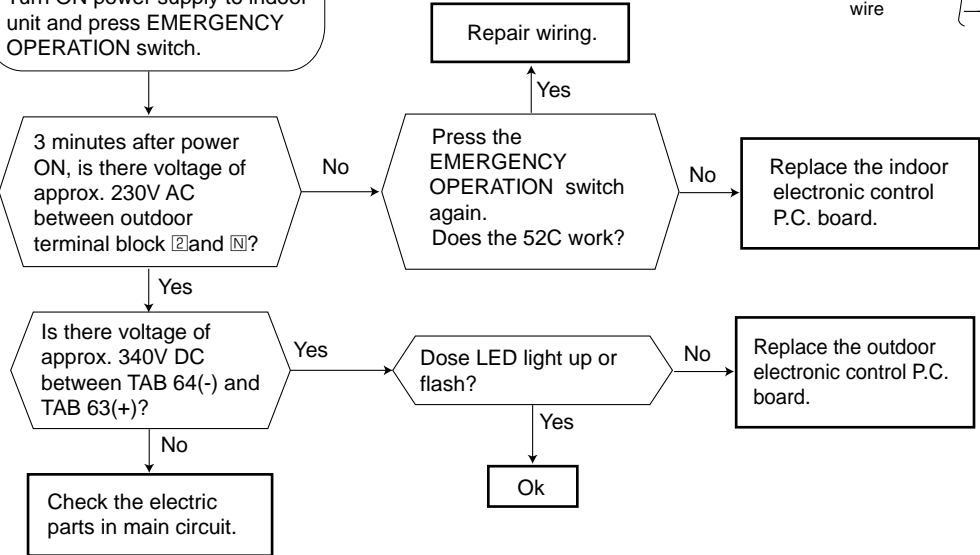 Turn ON power supply to indoor
unit and press EMERGENCY
OPERATION switch.
wire
Repair wiring.
Yes
3 minutes after power
ON, is there voltage of
approx. 230V AC
between outdoor
terminal block 2 and N?
No
Press the
EMERGENCY
OPERATION switch
again.
Does the 52C work?
No
Replace the indoor
electronic control
P.C. board.
Yes
Is there voltage of
approx. 340V DC
between TAB 64(-) and
TAB 63(+)?
Yes
Dose LED light up or
flash?
No
Replace the outdoor
electronic control P.C.
board.
No
Yes
Check the electric
parts in main circuit.
Ok